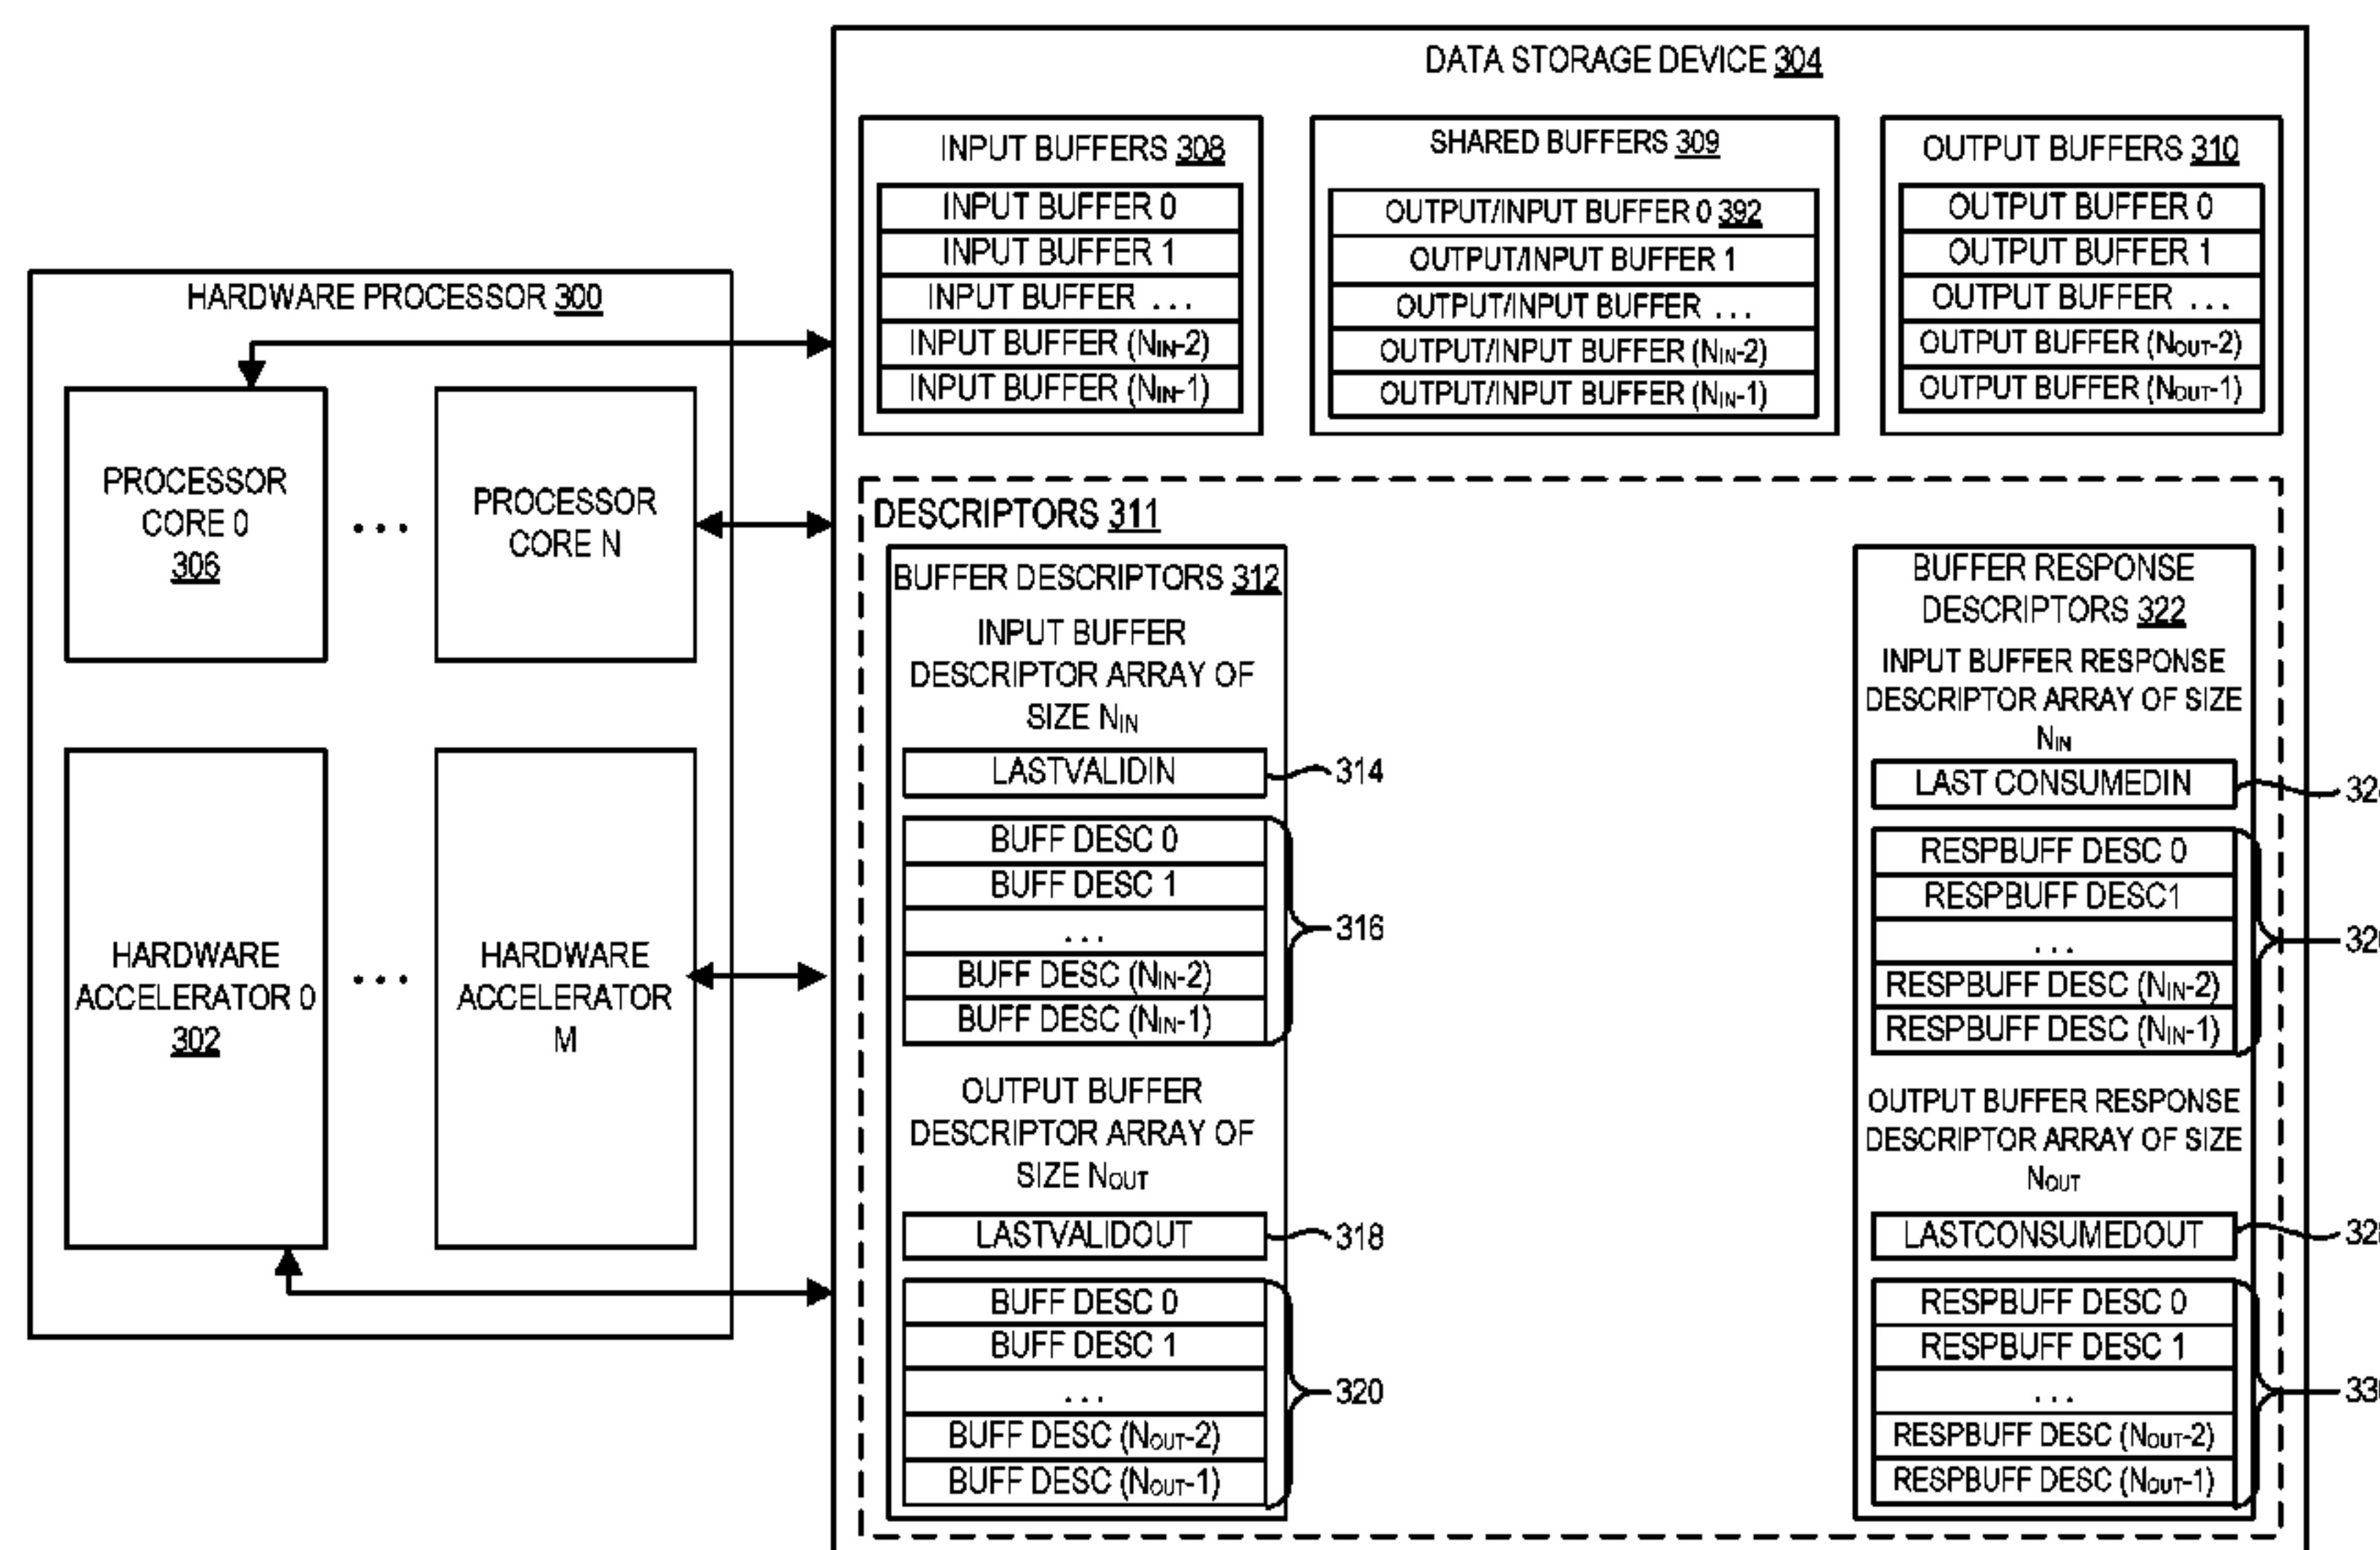 DATA STORAGE DEVICE 304
INPUT BUFFERS 308
INPUT BUFFER 0
INPUT BUFFER 1
INPUT BUFFER ...
INPUT BUFFER (NIN-2)
INPUT BUFFER (NIN-1)
SHARED BUFFERS 309
OUTPUT/INPUT BUFFER 0 392
OUTPUT/INPUT BUFFER 1
OUTPUT/INPUT BUFFER ...
OUTPUT/INPUT BUFFER (NIN-2)
OUTPUT/INPUT BUFFER (NIN-1)
OUTPUT BUFFERS 310
OUTPUT BUFFER 0
OUTPUT BUFFER 1
OUTPUT BUFFER ...
OUTPUT BUFFER (NOUT-2)
OUTPUT BUFFER (NOUT-1)
HARDWARE PROCESSOR 300
PROCESSOR
CORE 0
306
...
PROCESSOR
CORE N
HARDWARE
ACCELERATOR 0
302
...
HARDWARE
ACCELERATOR
M
DESCRIPTORS 311
BUFFER DESCRIPTORS 312
INPUT BUFFER
DESCRIPTOR ARRAY OF
SIZE NIN
LASTVALIDIN
314
BUFF DESC 0
BUFF DESC 1
...
BUFF DESC (NIN-2)
BUFF DESC (NIN-1)
316
OUTPUT BUFFER
DESCRIPTOR ARRAY OF
SIZE NOUT
LASTVALIDOUT
318
BUFF DESC 0
BUFF DESC 1
...
BUFF DESC (NOUT-2)
BUFF DESC (NOUT-1)
320
BUFFER RESPONSE
DESCRIPTORS 322
INPUT BUFFER RESPONSE
DESCRIPTOR ARRAY OF SIZE
NIN
LAST CONSUMEDIN
RESPBUFF DESC 0
RESPBUFF DESC1
...
RESPBUFF DESC (NIN-2)
RESPBUFF DESC (NIN-1)
OUTPUT BUFFER RESPONSE
DESCRIPTOR ARRAY OF SIZE
NOUT
LASTCONSUMEDOUT
RESPBUFF DESC 0
RESPBUFF DESC 1
...
RESPBUFF DESC (NOUT-2)
RESPBUFF DESC (NOUT-1)